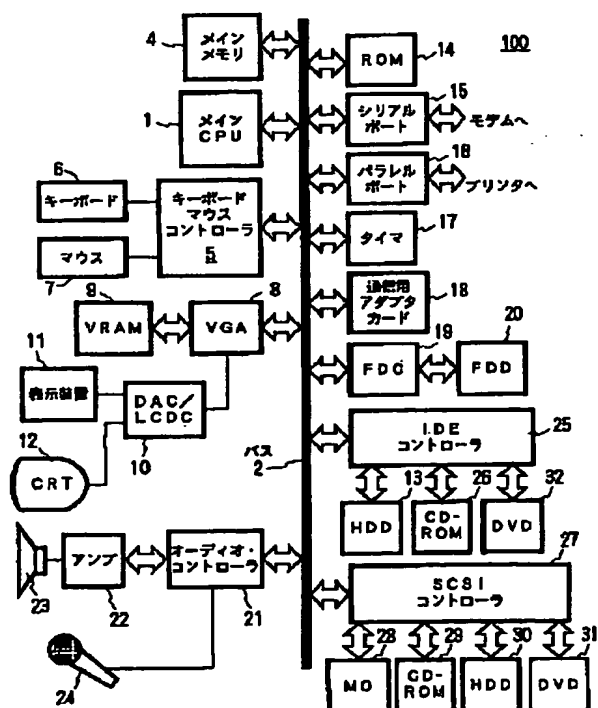 100
4
メイン
メモリ
1
メイン
CPU
6
キーボード
マウス
7
キーボード
マウス
コントローラ
5
9
VRAM
8
VGA
11
表示装置
DAC/
LCDC
10
12
CRT
23
アンプ
22
オーディオ・
コントローラ
21
24
バス
2
ROM
14
15
シリアル
ポート
モデムへ
16
パラレル
ポート
プリンタへ
タイマ
17
通信用
アダプタ
カード
18
19
FDC
20
FDD
IDE
コントローラ
25
13
HDD
26
CD-
ROM
32
DVD
27
SCSI
コントローラ
28
MO
29
CD-
ROM
30
HDD
31
DVD